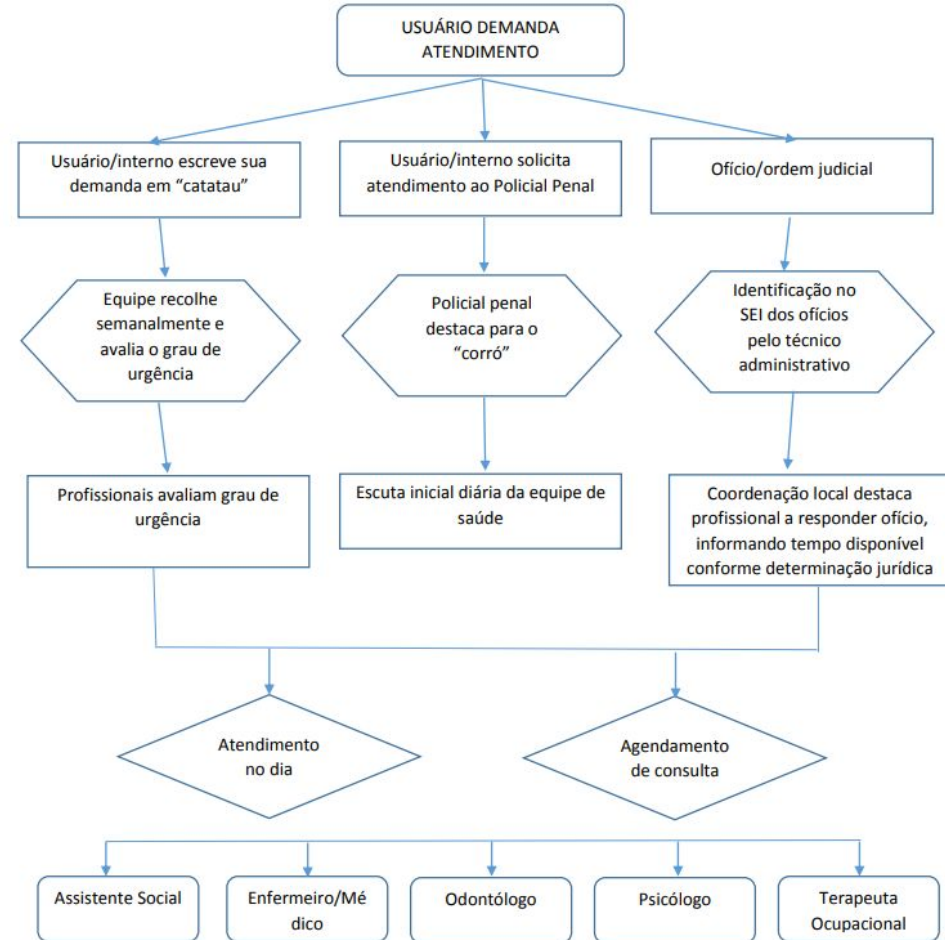 USUÁRIO DEMANDA
ATENDIMENTO
Usuário/interno escreve sua
demanda em “catatau”
Usuário/interno solicita
atendimento ao Policial Penal
Ofício/ordem judicial
Equipe recolhe
semanalmente e
avalia o grau de
urgência
Policial penal
destaca para o
“corró”
Identificação no
SEI dos ofícios
pelo técnico
administrativo
Profissionais avaliam grau de
urgência
Escuta inicial diária da equipe de
saúde
Coordenação local destaca
profissional a responder ofício,
informando tempo disponível
conforme determinação jurídica
Atendimento
no dia
Agendamento
de consulta
Assistente Social
Enfermeiro/Mé
dico
Odontólogo
Psicólogo
Terapeuta
Ocupacional